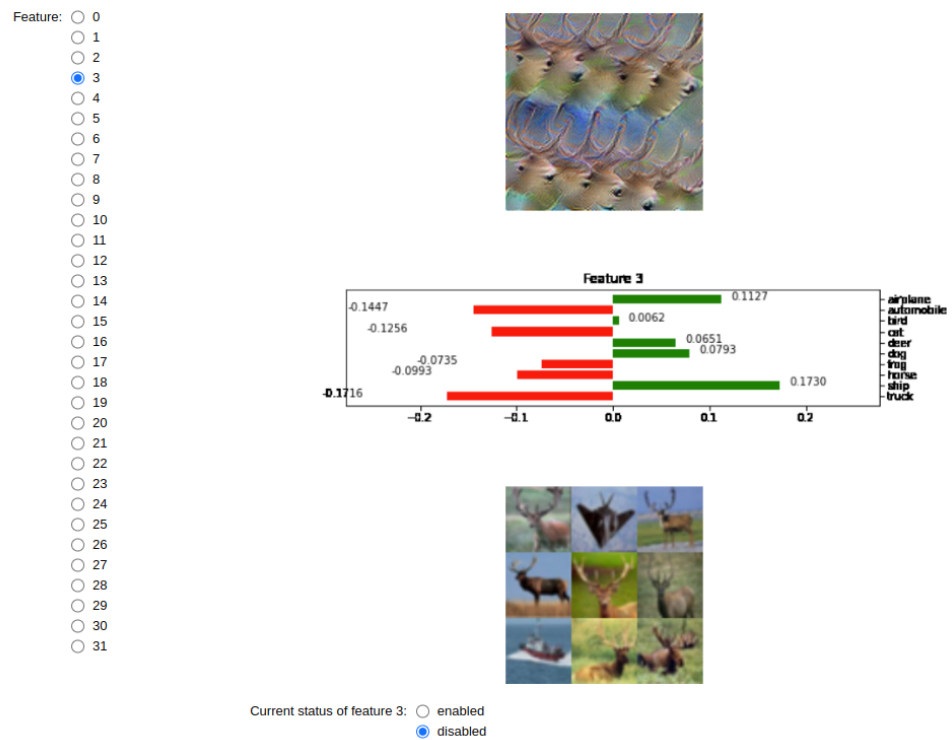 Feature: 0
1
2
3
4
5
6
7
8
9
10
11
12
13
14
15
16
17
18
19
20
21
22
23
24
25
26
27
28
29
30
31
Feature 3
0.1127 airplane
-0.1447 automobile
0.0062 bird
-0.1256 cat
0.0651 deer
0.0793 dog
-0.0735 frog
-0.0993 horse
0.1730 ship
-0.1716 truck
−0.2 −0.1 0.0 0.1 0.2
Current status of feature 3: enabled
disabled